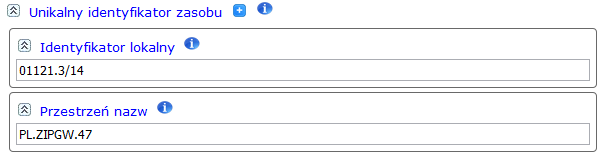 Unikalny identyfikator zasobu
Identyfikator lokalny
01121.3/14
Przestrzeń nazw
PL.ZIPGW.47